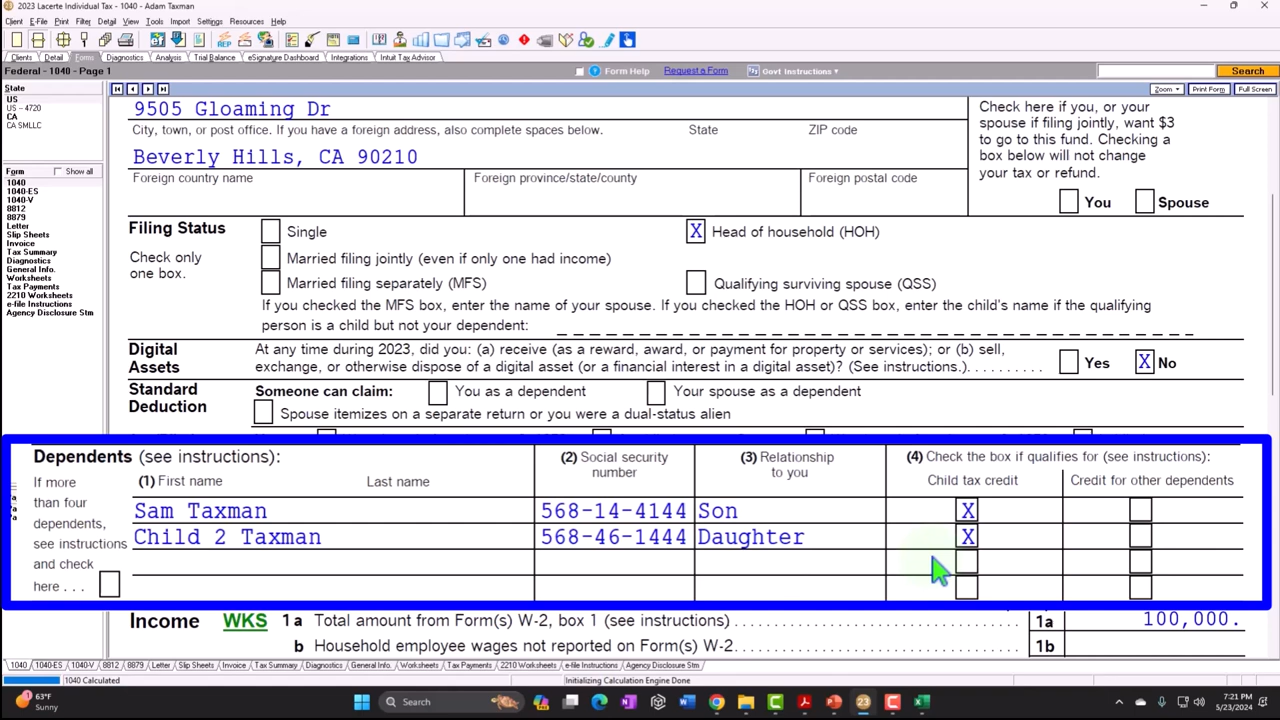 2023 Lacerte Individual Tax - 1040 - Adam Taxman
Client E-File Print Filter Detail View Tools Import Settings Resources Help
Clients Detail Forms Diagnostics Analysis Trial Balance eSignature Dashboard Integrations Intuit Tax Advisor
Federal - 1040 - Page 1
Form Help Request a Form Govt instructions Search
State
US
US - 4720
CA
CA SMLLC
Form Show all
1040
1040-ES
1040-V
8812
8879
Letter
Slip Sheets
Invoice
Tax Summary
Diagnostics
General Info.
Worksheets
Tax Payments
2210 Worksheets
e-file Instructions
Agency Disclosure Stm
Zoom Print Form Full Screen
9505 Gloaming Dr
City, town, or post office. If you have a foreign address, also complete spaces below. State ZIP code
Beverly Hills, CA 90210
Foreign country name Foreign province/state/county Foreign postal code
Check here if you, or your
spouse if filing jointly, want $3
to go to this fund. Checking a
box below will not change
your tax or refund.
You Spouse
Filing Status Single X Head of household (HOH)
Check only Married filing jointly (even if only one had income)
one box. Married filing separately (MFS) Qualifying surviving spouse (QSS)
If you checked the MFS box, enter the name of your spouse. If you checked the HOH or QSS box, enter the child's name if the qualifying
person is a child but not your dependent:
Digital At any time during 2023, did you: (a) receive (as a reward, award, or payment for property or services); or (b) sell,
Assets exchange, or otherwise dispose of a digital asset (or a financial interest in a digital asset)? (See instructions.). . . . . . . . . . Yes X No
Standard Someone can claim: You as a dependent Your spouse as a dependent
Deduction Spouse itemizes on a separate return or you were a dual-status alien
Dependents (see instructions): (2) Social security number (3) Relationship to you (4) Check the box if qualifies for (see instructions):
If more (1) First name Last name Child tax credit Credit for other dependents
than four Sam Taxman 568-14-4144 Son X
dependents,
see instructions Child 2 Taxman 568-46-1444 Daughter X
and check
here . . .
Income WKS 1a Total amount from Form(s) W-2, box 1 (see instructions) 1a 100,000.
b Household employee wages not reported on Form(s) W-2 1b
1040 1040-ES 1040-V 8812 8879 Letter Slip Sheets Invoice Tax Summary Diagnostics General Info. Worksheets Tax Payments 2210 Worksheets e-file Instructions Agency Disclosure Stm
1040 Calculated Initializing Calculation Engine Done
63°F
Sunny
Search
23
7:21 PM
5/23/2024